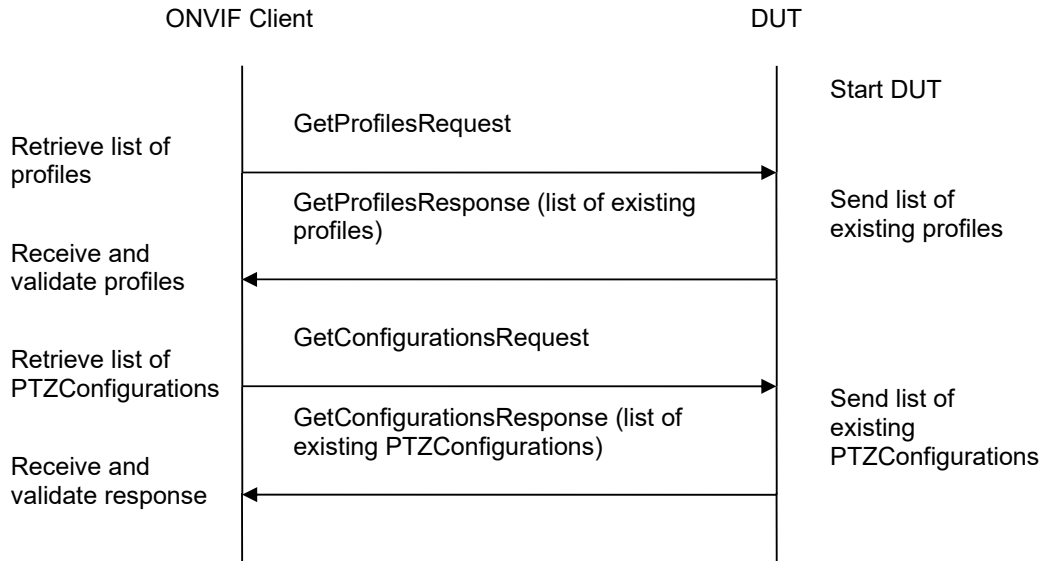 ONVIF Client
DUT
Start DUT
GetProfilesRequest
Retrieve list of
profiles
GetProfilesResponse (list of existing
profiles)
Send list of
existing profiles
Receive and
validate profiles
GetConfigurationsRequest
Retrieve list of
PTZConfigurations
GetConfigurationsResponse (list of
existing PTZConfigurations)
Send list of
existing
PTZConfigurations
Receive and
validate response